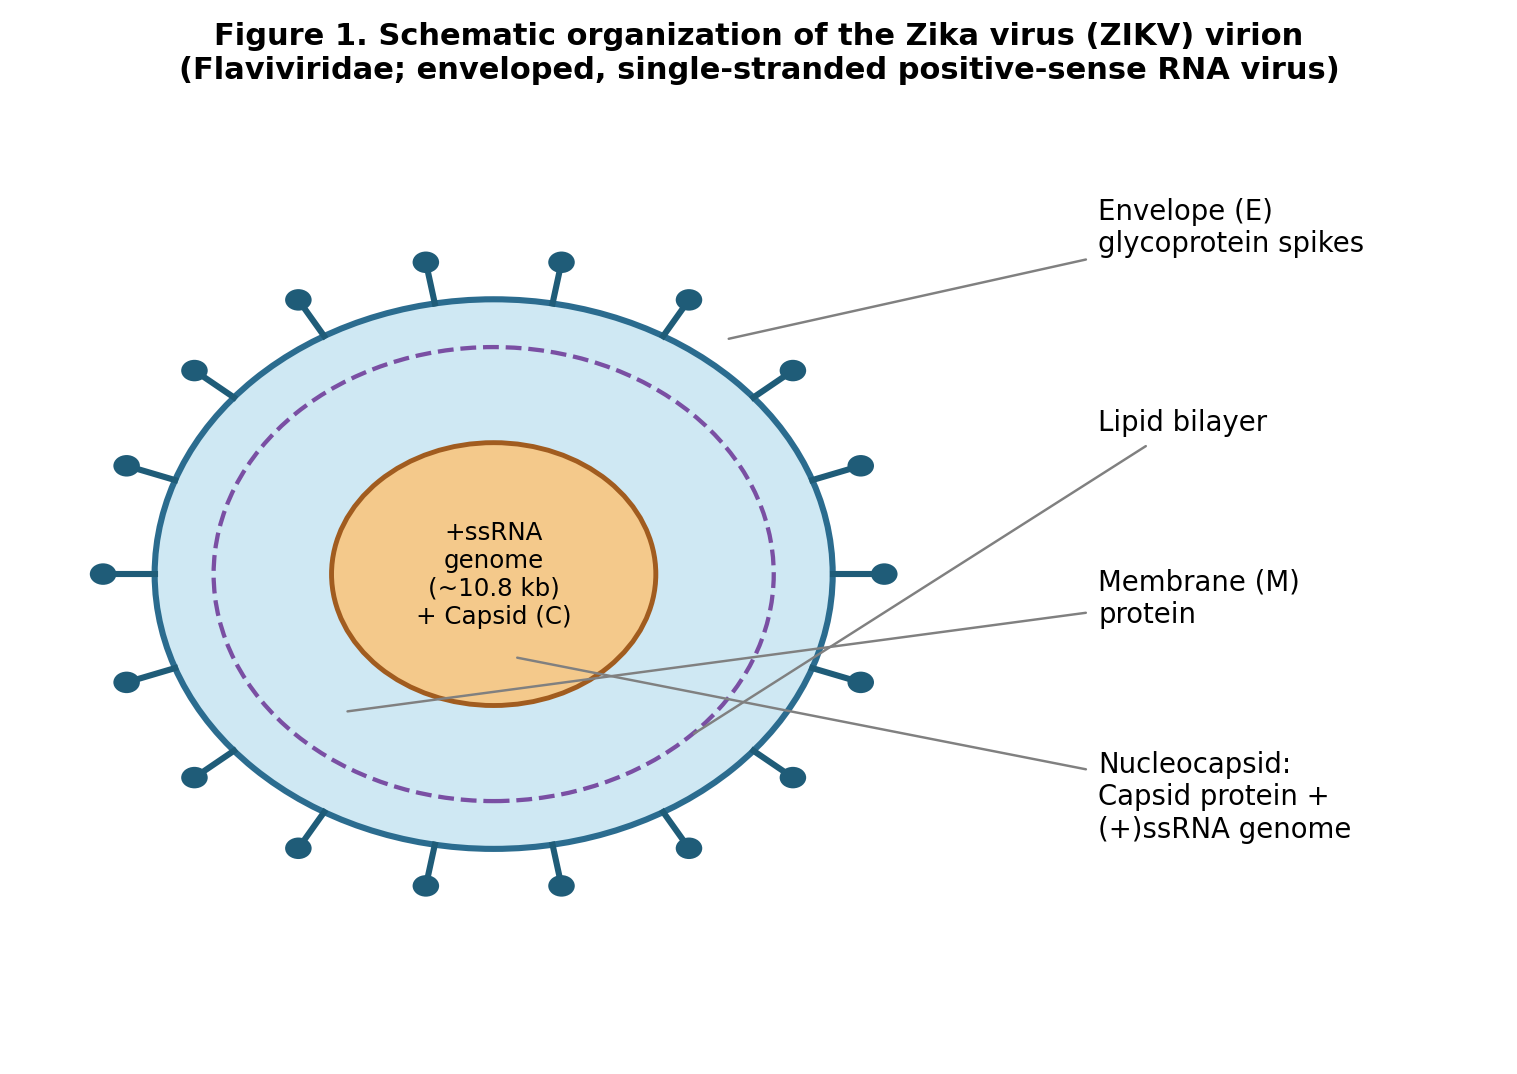 Figure 1. Schematic organization of the Zika virus (ZIKV) virion
(Flaviviridae; enveloped, single-stranded positive-sense RNA virus)
Envelope (E)
glycoprotein spikes
Lipid bilayer
+ssRNA
genome
(~10.8 kb)
+ Capsid (C)
Membrane (M)
protein
Nucleocapsid:
Capsid protein +
(+)ssRNA genome